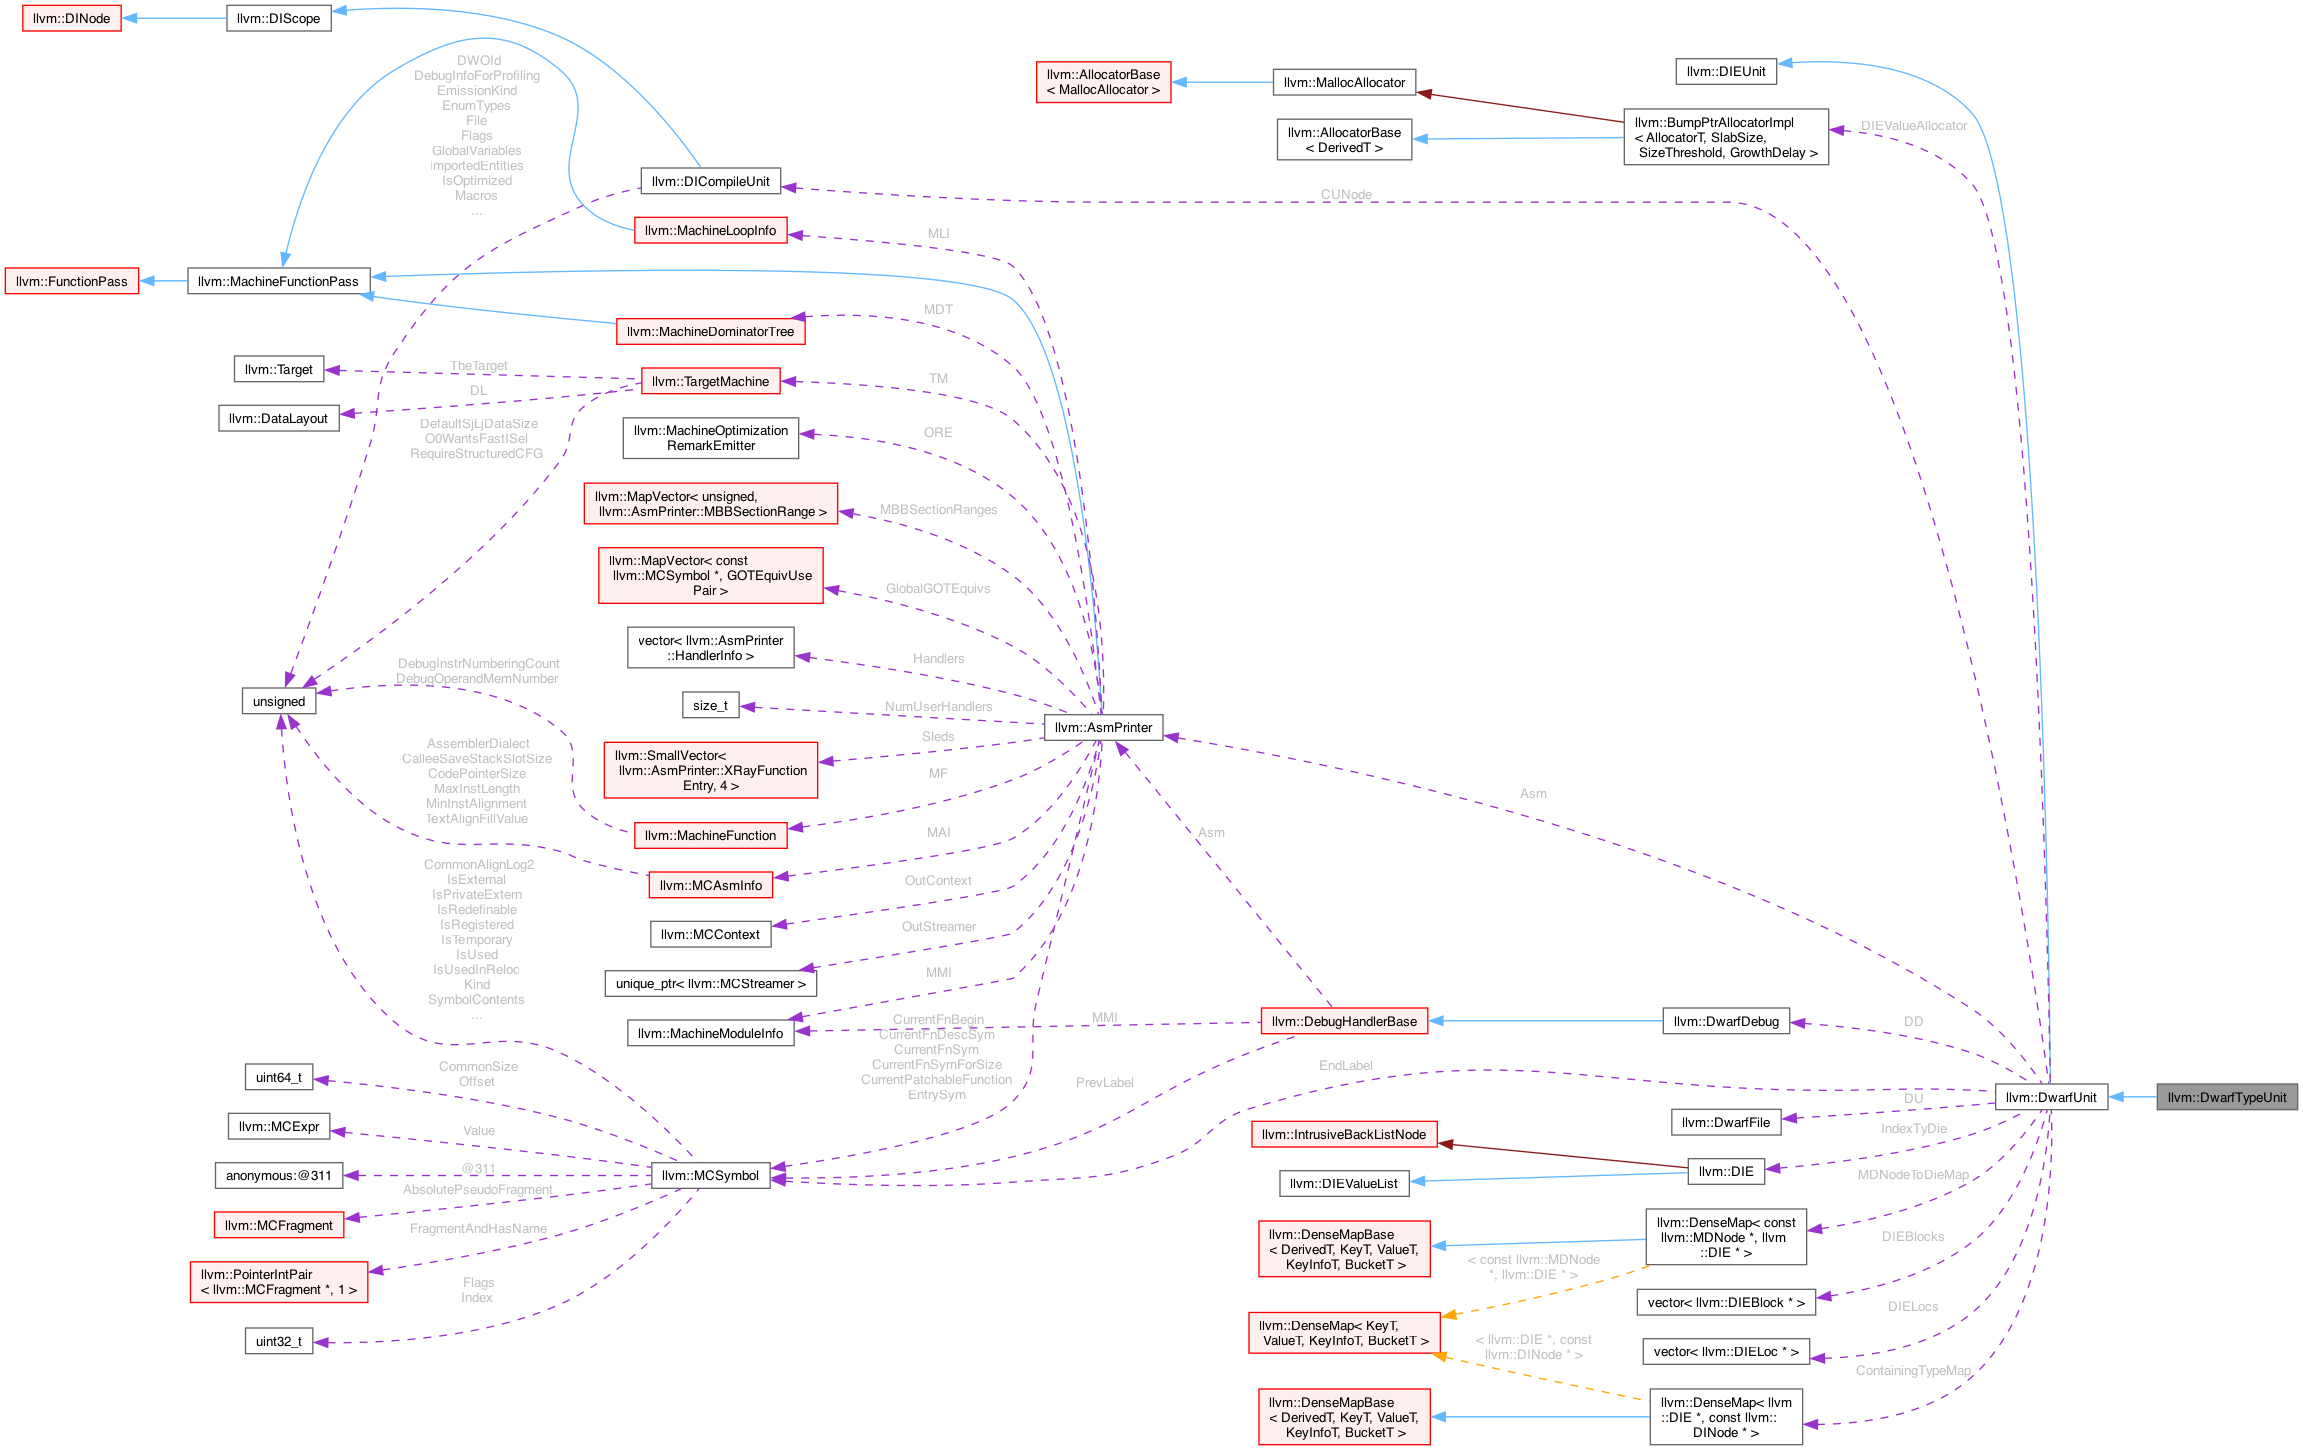 llvm::DINode
llvm::DIScope
DWOId
DebugInfoForProfiling
EmissionKind
EnumTypes
File
Flags
GlobalVariables
ImportedEntities
IsOptimized
Macros
...
llvm::AllocatorBase
< MallocAllocator >
llvm::MallocAllocator
llvm::DIEUnit
llvm::AllocatorBase
< DerivedT >
llvm::BumpPtrAllocatorImpl
< AllocatorT, SlabSize,
SizeThreshold, GrowthDelay >
DIEValueAllocator
llvm::DICompileUnit
CUNode
llvm::MachineLoopInfo
MLI
llvm::FunctionPass
llvm::MachineFunctionPass
MDT
llvm::MachineDominatorTree
llvm::Target
TheTarget
llvm::TargetMachine
TM
DL
llvm::DataLayout
DefaultSjLjDataSize
O0WantsFastISel
RequireStructuredCFG
llvm::MachineOptimization
RemarkEmitter
ORE
llvm::MapVector< unsigned,
llvm::AsmPrinter::MBBSectionRange >
MBBSectionRanges
llvm::MapVector< const
llvm::MCSymbol *, GOTEquivUse
Pair >
GlobalGOTEquivs
vector< llvm::AsmPrinter
::HandlerInfo >
Handlers
DebugInstrNumberingCount
DebugOperandMemNumber
unsigned
size_t
NumUserHandlers
llvm::AsmPrinter
Sleds
llvm::SmallVector<
llvm::AsmPrinter::XRayFunction
Entry, 4 >
AssemblerDialect
CalleeSaveStackSlotSize
CodePointerSize
MaxInstLength
MinInstAlignment
TextAlignFillValue
MF
Asm
llvm::MachineFunction
MAI
Asm
llvm::MCAsmInfo
OutContext
CommonAlignLog2
IsExternal
IsPrivateExtern
IsRedefinable
IsRegistered
IsTemporary
IsUsed
IsUsedInReloc
Kind
SymbolContents
...
llvm::MCContext
OutStreamer
unique_ptr< llvm::MCStreamer >
MMI
llvm::MachineModuleInfo
CurrentFnBegin
CurrentFnDescSym
CurrentFnSym
CurrentFnSymForSize
CurrentPatchableFunction
EntrySym
MMI
llvm::DebugHandlerBase
llvm::DwarfDebug
DD
PrevLabel
EndLabel
llvm::DwarfUnit
llvm::DwarfTypeUnit
uint64_t
CommonSize
Offset
llvm::MCExpr
Value
anonymous:@311
@311
llvm::MCSymbol
AbsolutePseudoFragment
llvm::MCFragment
FragmentAndHasName
llvm::PointerIntPair
< llvm::MCFragment *, 1 >
Flags
Index
uint32_t
llvm::DwarfFile
DU
IndexTyDie
llvm::IntrusiveBackListNode
llvm::DIE
llvm::DIEValueList
MDNodeToDieMap
llvm::DenseMapBase
< DerivedT, KeyT, ValueT,
KeyInfoT, BucketT >
llvm::DenseMap< const
llvm::MDNode *, llvm
::DIE * >
DIEBlocks
< const llvm::MDNode
*, llvm::DIE * >
vector< llvm::DIEBlock * >
DIELocs
llvm::DenseMap< KeyT,
ValueT, KeyInfoT, BucketT >
< llvm::DIE *, const
llvm::DINode * >
vector< llvm::DIELoc * >
ContainingTypeMap
llvm::DenseMapBase
< DerivedT, KeyT, ValueT,
KeyInfoT, BucketT >
llvm::DenseMap< llvm
::DIE *, const llvm::
DINode * >